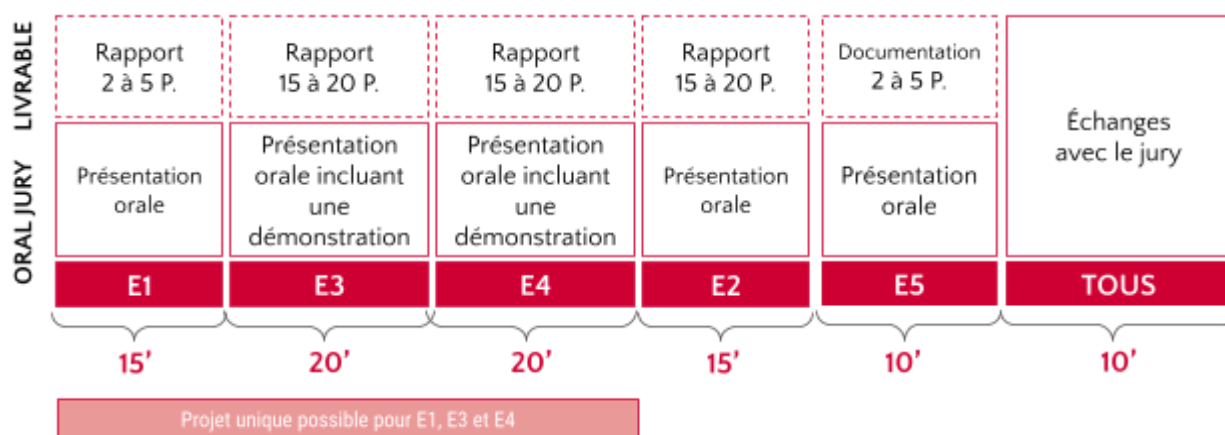 LIVRABLE
Rapport
2 à 5 P.
Rapport
15 à 20 P.
Rapport
15 à 20 P.
Rapport
15 à 20 P.
Documentation
2 à 5 P.
Échanges
avec le jury
ORAL JURY
Présentation
orale
Présentation
orale incluant
une
démonstration
Présentation
orale incluant
une
démonstration
Présentation
orale
Présentation
orale
E1
E3
E4
E2
E5
TOUS
15’
20’
20’
15’
10’
10’
Projet unique possible pour E1, E3 et E4